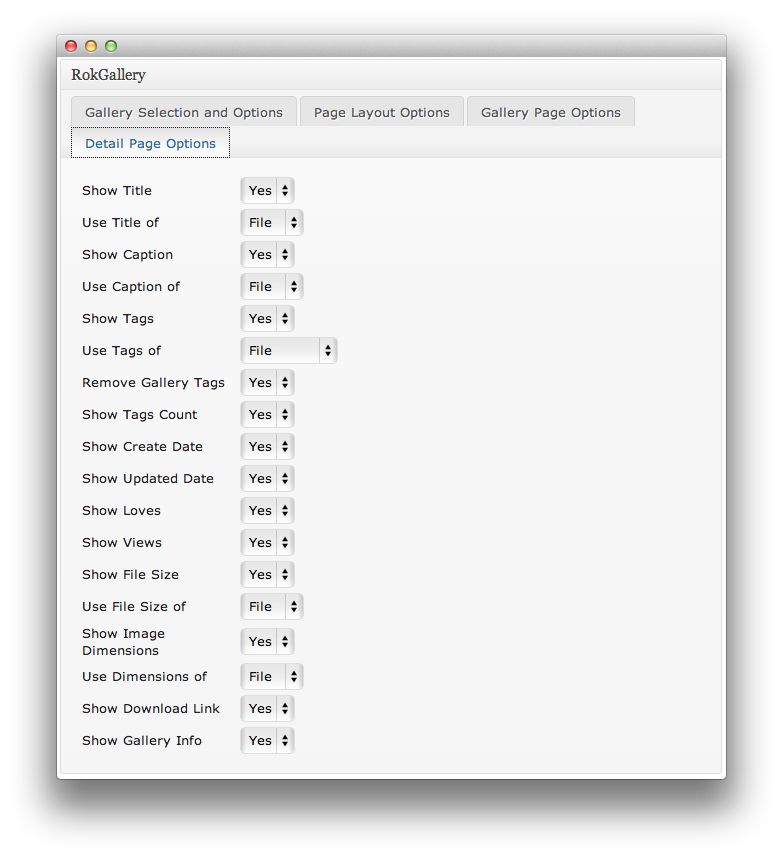 RokGallery
Gallery Selection and Options Page Layout Options Gallery Page Options
Detail Page Options
Show Title Yes
Use Title of File
Show Caption Yes
Use Caption of File
Show Tags Yes
Use Tags of File
Remove Gallery Tags Yes
Show Tags Count Yes
Show Create Date Yes
Show Updated Date Yes
Show Loves Yes
Show Views Yes
Show File Size Yes
Use File Size of File
Show Image
Dimensions Yes
Use Dimensions of File
Show Download Link Yes
Show Gallery Info Yes